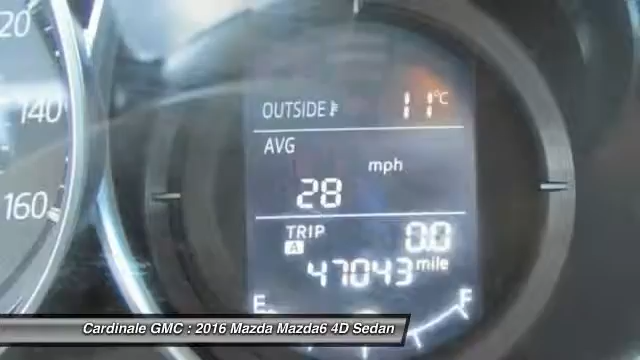 120
140
160
OUTSIDE 11°C
AVG
mph
28
TRIP A 0.0
47043 mile
E F
Cardinale GMC : 2016 Mazda Mazda6 4D Sedan